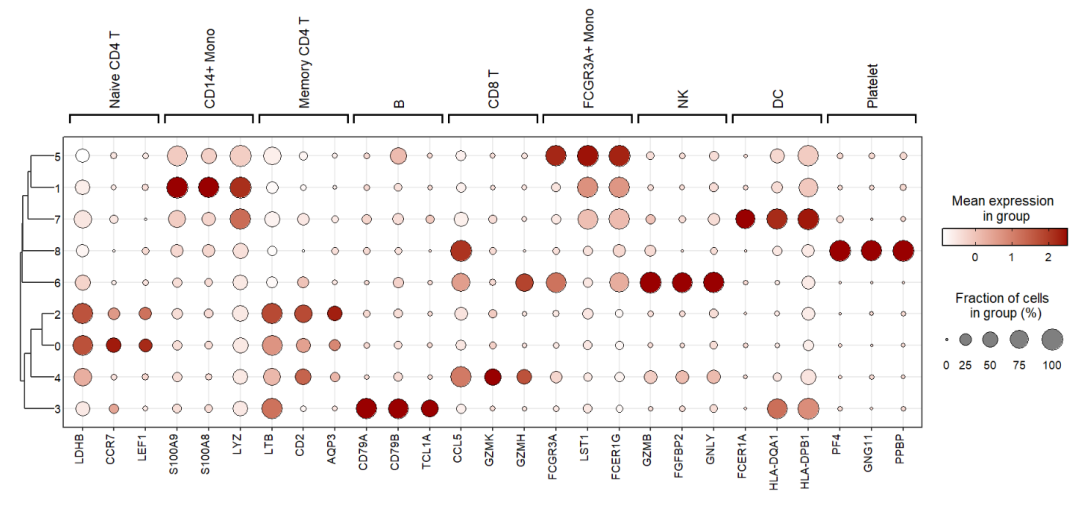 Naive CD4 T
CD14+ Mono
Memory CD4 T
B
CD8 T
FCGR3A+ Mono
NK
DC
Platelet
5
1
7
8
6
2
0
4
3
LDHB
CCR7
LEF1
S100A9
S100A8
LYZ
LTB
CD2
AQP3
CD79A
CD79B
TCL1A
CCL5
GZMK
GZMH
FCGR3A
LST1
FCER1G
GZMB
FGFBP2
GNLY
FCER1A
HLA-DQA1
HLA-DPB1
PF4
GNG11
PPBP
Mean expression
in group
0 1 2
Fraction of cells
in group (%)
0 25 50 75 100